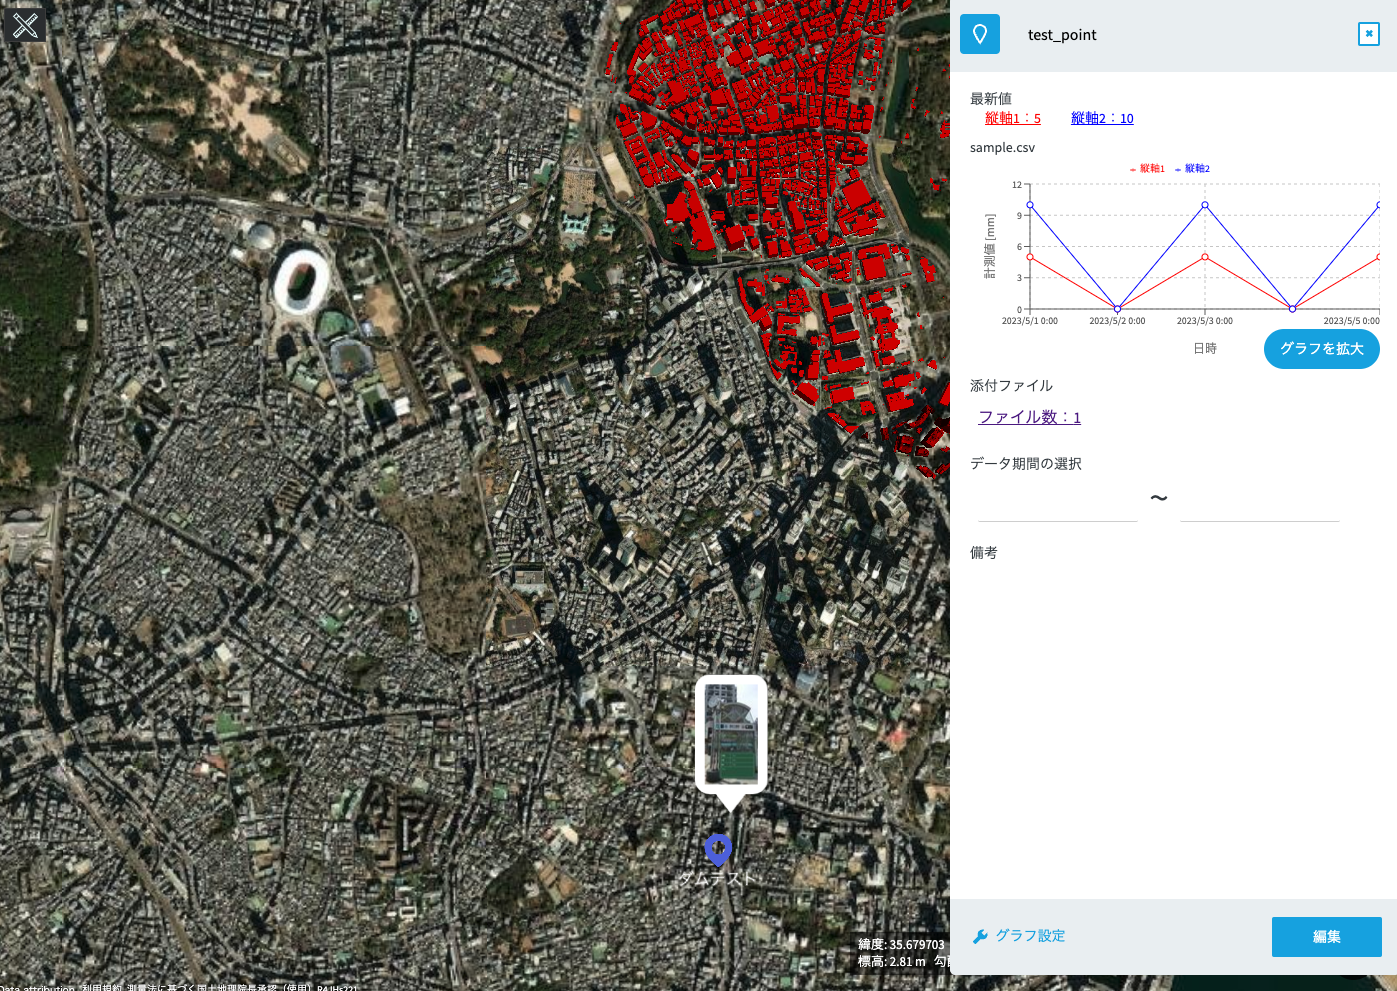 test_point
最新値
縦軸1：5 縦軸2：10
sample.csv
縦軸1 縦軸2
計測値 [mm]
12
9
6
3
0
2023/5/1 0:00 2023/5/2 0:00 2023/5/3 0:00 2023/5/5 0:00
日時
グラフを拡大
添付ファイル
ファイル数：1
データ期間の選択
～
備考
グラフ設定
編集
ダムテスト
緯度: 35.679703
標高: 2.81 m 勾
Data attribution 利用規約 測量法に基づく国土地理院長承認（使用）R4JHs221